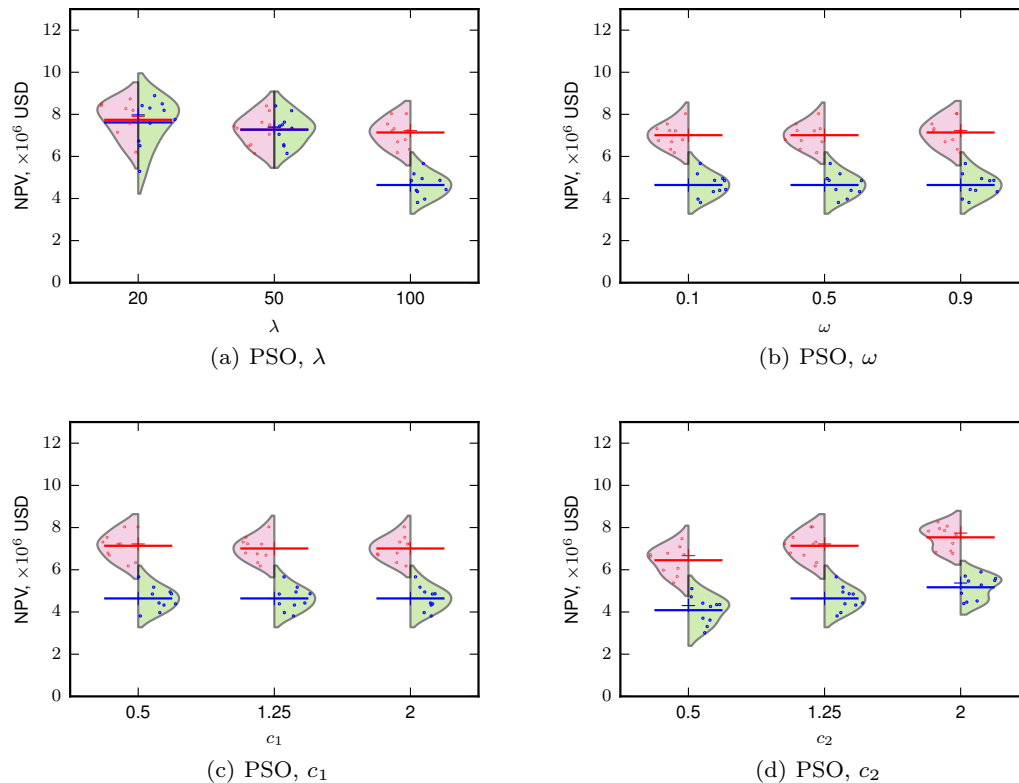 NPV, ×10⁶ USD
12
10
8
6
4
2
0
20 50 100
λ
(a) PSO, λ
NPV, ×10⁶ USD
12
10
8
6
4
2
0
0.1 0.5 0.9
ω
(b) PSO, ω
NPV, ×10⁶ USD
12
10
8
6
4
2
0
0.5 1.25 2
c₁
(c) PSO, c₁
NPV, ×10⁶ USD
12
10
8
6
4
2
0
0.5 1.25 2
c₂
(d) PSO, c₂